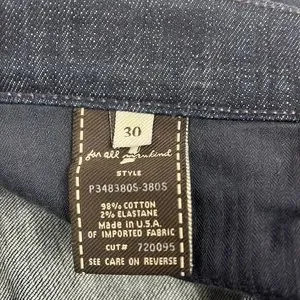 30
for all 7 mankind
STYLE
P348380S-380S
98% COTTON
2% ELASTANE
Made in U.S.A.
OF IMPORTED FABRIC
CUT# 720095
SEE CARE ON REVERSE